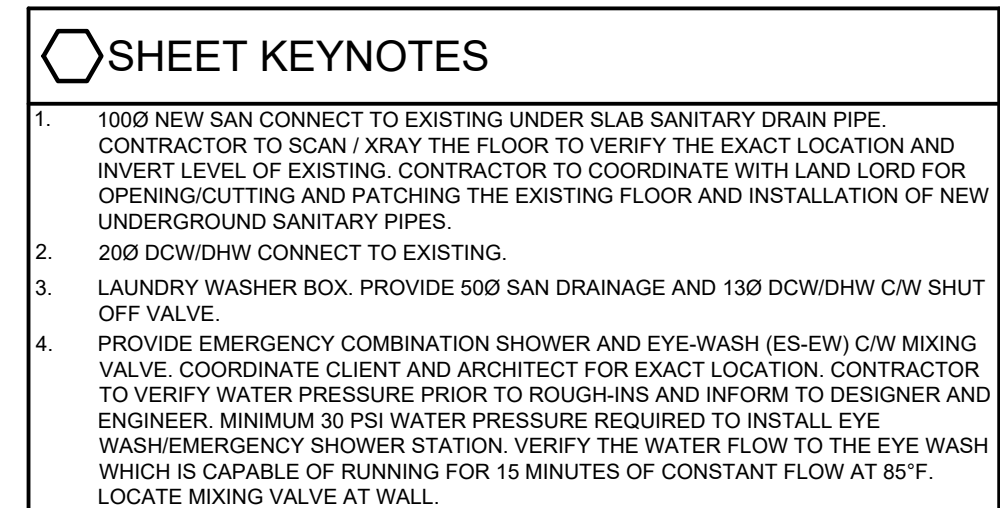 SHEET KEYNOTES
1. 100Ø NEW SAN CONNECT TO EXISTING UNDER SLAB SANITARY DRAIN PIPE.
CONTRACTOR TO SCAN / XRAY THE FLOOR TO VERIFY THE EXACT LOCATION AND
INVERT LEVEL OF EXISTING. CONTRACTOR TO COORDINATE WITH LAND LORD FOR
OPENING/CUTTING AND PATCHING THE EXISTING FLOOR AND INSTALLATION OF NEW
UNDERGROUND SANITARY PIPES.
2. 20Ø DCW/DHW CONNECT TO EXISTING.
3. LAUNDRY WASHER BOX. PROVIDE 50Ø SAN DRAINAGE AND 13Ø DCW/DHW C/W SHUT
OFF VALVE.
4. PROVIDE EMERGENCY COMBINATION SHOWER AND EYE-WASH (ES-EW) C/W MIXING
VALVE. COORDINATE CLIENT AND ARCHITECT FOR EXACT LOCATION. CONTRACTOR
TO VERIFY WATER PRESSURE PRIOR TO ROUGH-INS AND INFORM TO DESIGNER AND
ENGINEER. MINIMUM 30 PSI WATER PRESSURE REQUIRED TO INSTALL EYE
WASH/EMERGENCY SHOWER STATION. VERIFY THE WATER FLOW TO THE EYE WASH
WHICH IS CAPABLE OF RUNNING FOR 15 MINUTES OF CONSTANT FLOW AT 85°F.
LOCATE MIXING VALVE AT WALL.